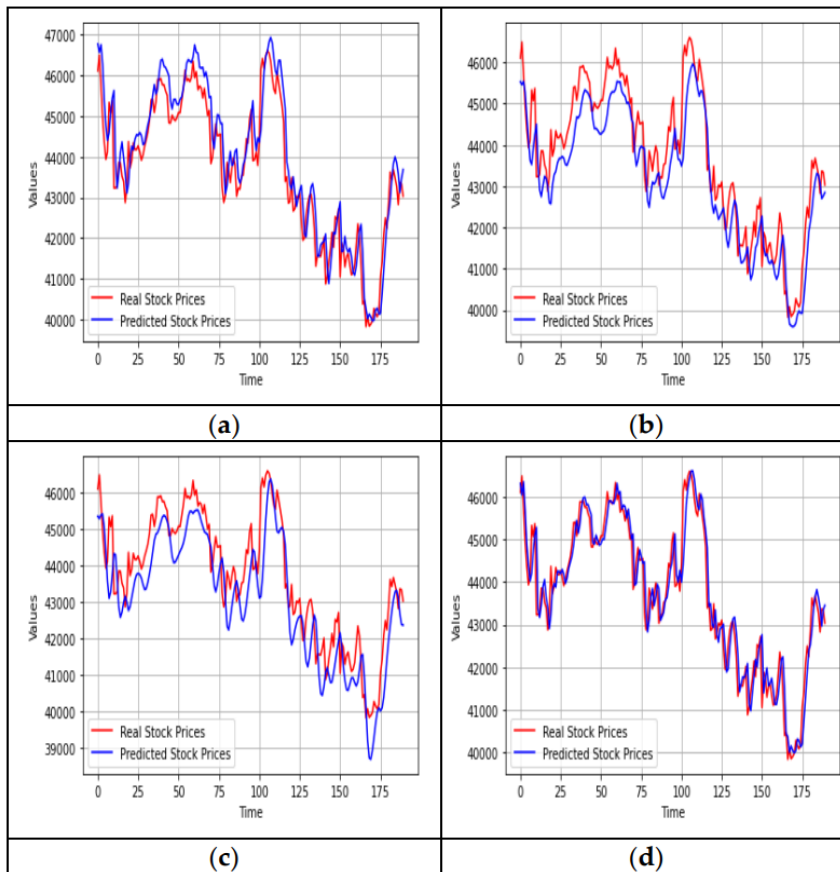 47000
46000
45000
44000
43000
42000
41000
40000
Values
Real Stock Prices
Predicted Stock Prices
0 25 50 75 100 125 150 175
Time
(a)
46000
45000
44000
43000
42000
41000
40000
Values
Real Stock Prices
Predicted Stock Prices
0 25 50 75 100 125 150 175
Time
(b)
46000
45000
44000
43000
42000
41000
40000
39000
Values
Real Stock Prices
Predicted Stock Prices
0 25 50 75 100 125 150 175
Time
(c)
46000
45000
44000
43000
42000
41000
40000
Values
Real Stock Prices
Predicted Stock Prices
0 25 50 75 100 125 150 175
Time
(d)